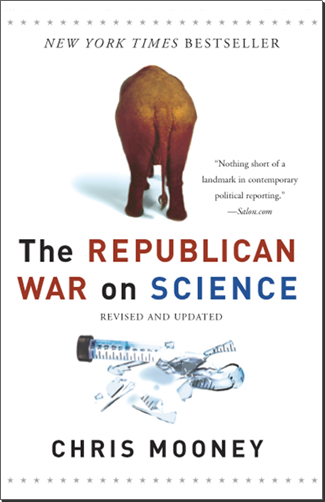 NEW YORK TIMES BESTSELLER
"Nothing short of a
landmark in contemporary
political reporting."
—Salon.com
The REPUBLICAN
WAR on SCIENCE
REVISED AND UPDATED
CHRIS MOONEY